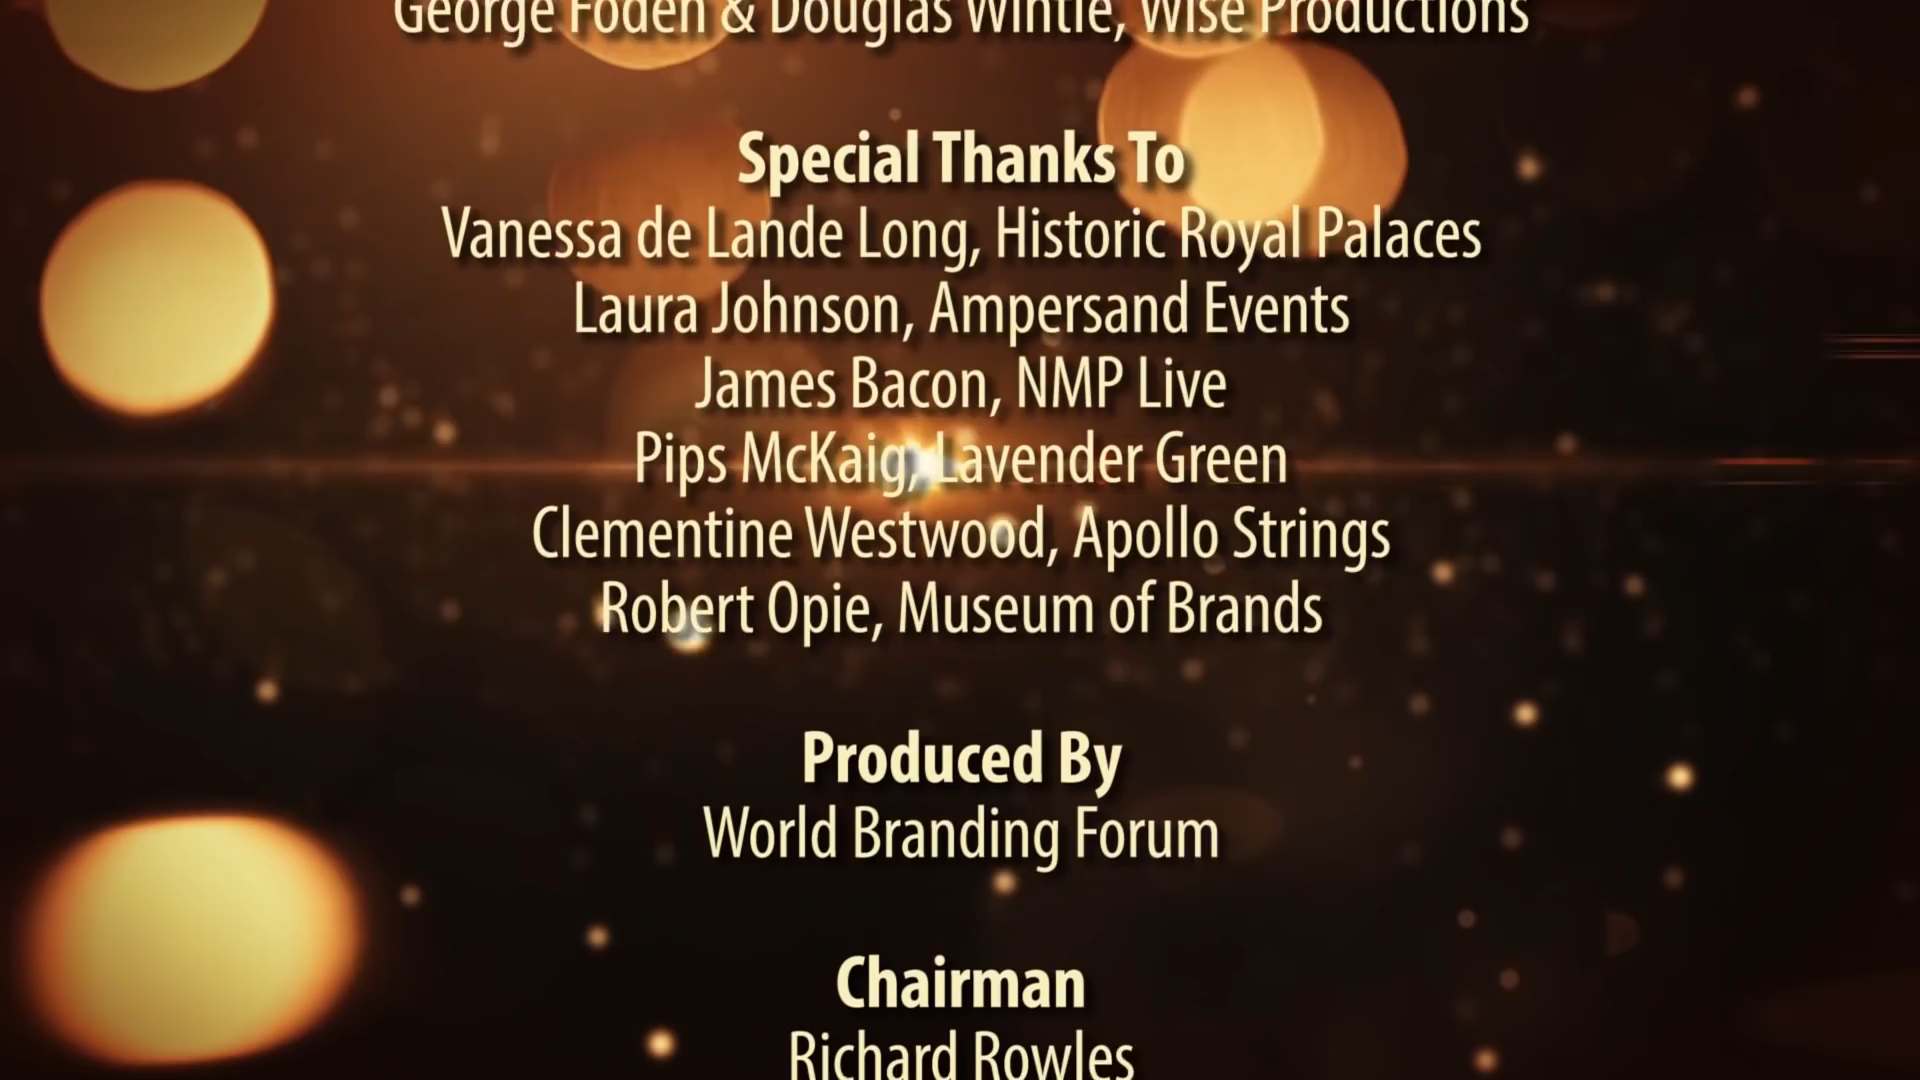 George Foden & Douglas Wintle, Wise Productions
Special Thanks To
Vanessa de Lande Long, Historic Royal Palaces
Laura Johnson, Ampersand Events
James Bacon, NMP Live
Pips McKaig, Lavender Green
Clementine Westwood, Apollo Strings
Robert Opie, Museum of Brands
Produced By
World Branding Forum
Chairman
Richard Rowles